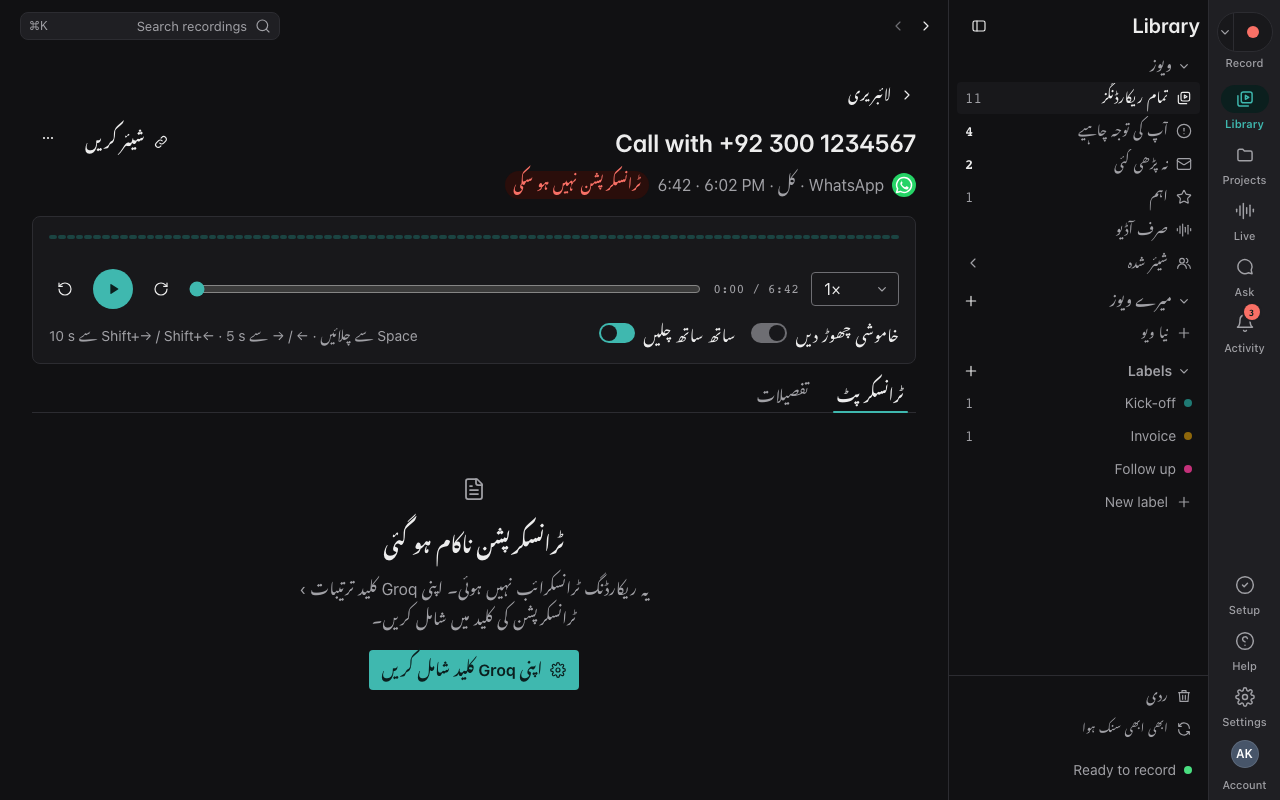 Record
Library
Projects
Live
Ask
3
Activity
Setup
Help
Settings
AK
Account
Library
ویوز
تمام ریکارڈنگز 11
آپ کی توجہ چاہیے 4
نہ پڑھی گئی 2
اہم 1
صرف آڈیو
شیئر شدہ
میرے ویوز
نیا ویو
Labels
Kick-off 1
Invoice 1
Follow up
New label
ردی
ابھی ابھی سنک ہوا
Ready to record
Search recordings ⌘K
لائبریری
Call with +92 300 1234567
شیئر کریں
WhatsApp · کل · 6:02 PM · 6:42 ٹرانسکرپشن نہیں ہو سکی
0:00 / 6:42
1×
خاموشی چھوڑ دیں
ساتھ ساتھ چلیں
Space سے چلائیں · ← / → سے 5 s · Shift+← / Shift+→ سے 10 s
ٹرانسکرپٹ
تفصیلات
ٹرانسکرپشن ناکام ہو گئی
یہ ریکارڈنگ ٹرانسکرائب نہیں ہوئی۔ اپنی Groq کلید ترتیبات ›
ٹرانسکرپشن کی کلید میں شامل کریں۔
اپنی Groq کلید شامل کریں